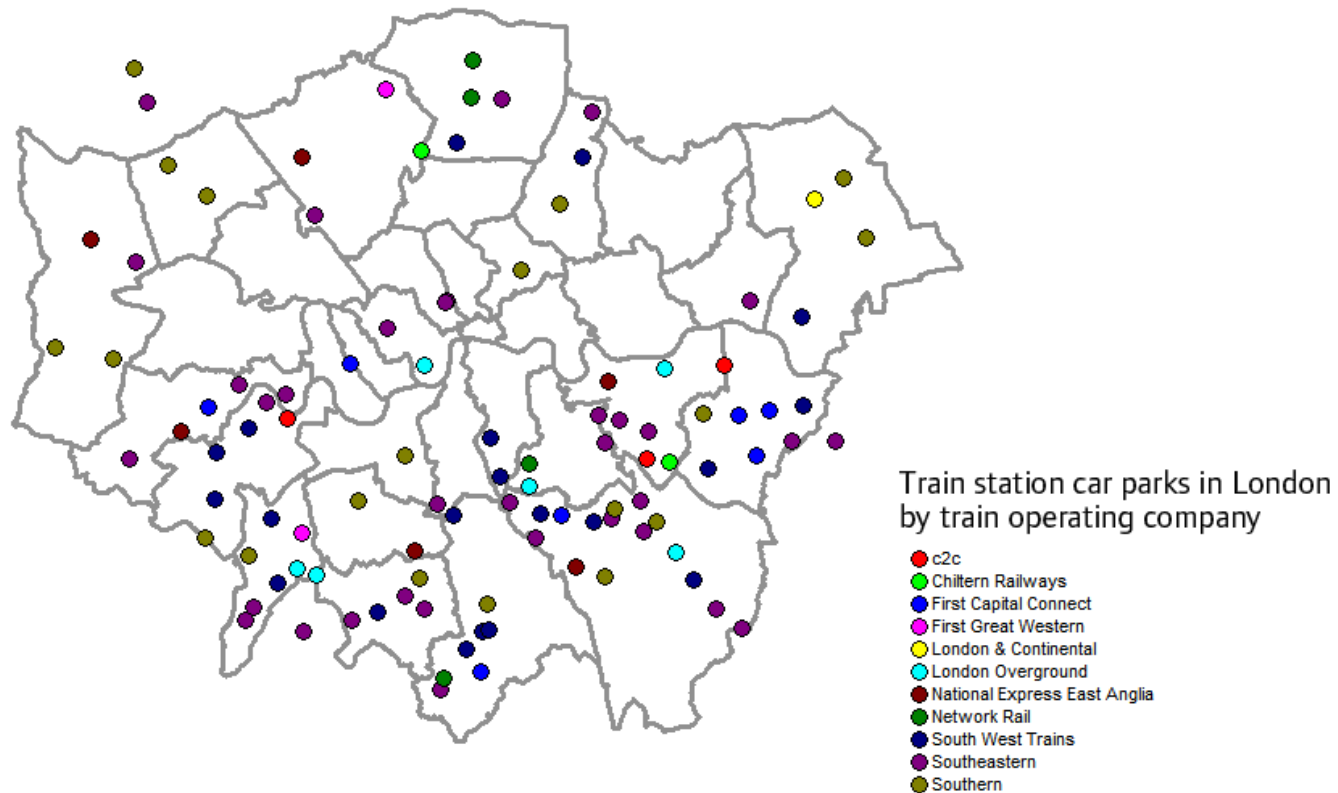 Train station car parks in London
by train operating company
c2c
Chiltern Railways
First Capital Connect
First Great Western
London & Continental
London Overground
National Express East Anglia
Network Rail
South West Trains
Southeastern
Southern